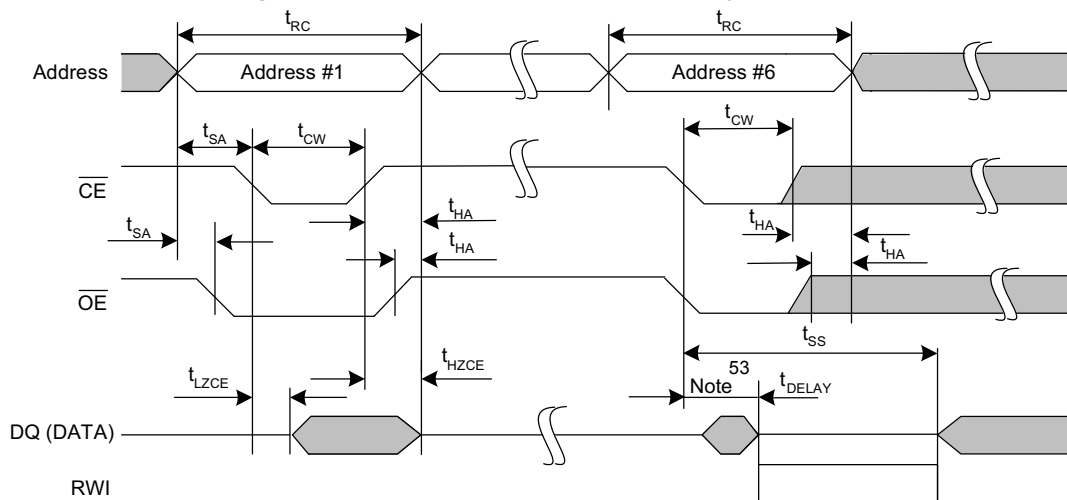 tRC tRC
Address Address #1 Address #6
tSA tCW tCW
CE
tSA tHA tHA
tHA tHA
OE
tSS
tLZCE tHZCE 53
Note tDELAY
DQ (DATA)
RWI